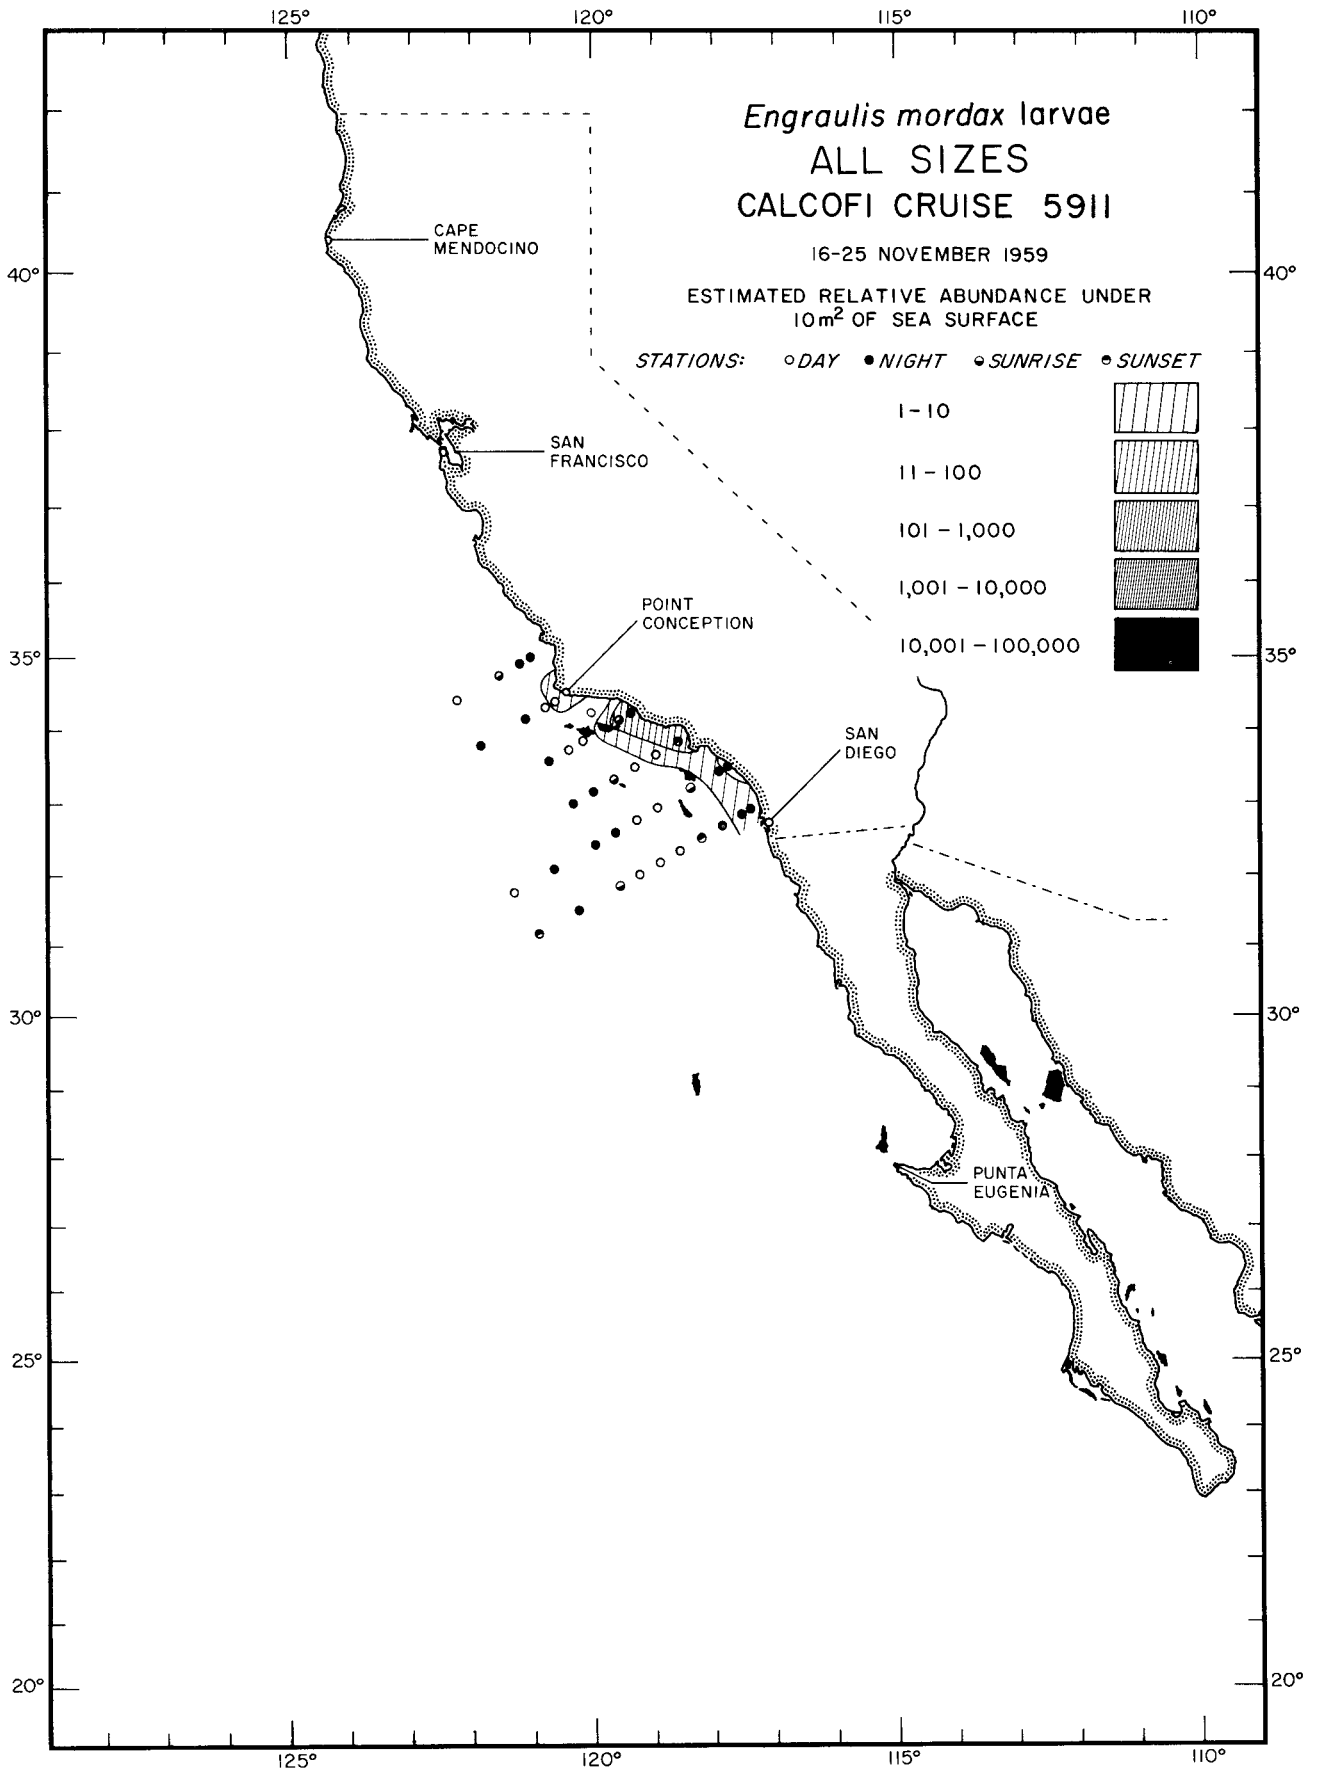 125° 120° 115° 110°
Engraulis mordax larvae
ALL SIZES
CALCOFI CRUISE 5911
16-25 NOVEMBER 1959
ESTIMATED RELATIVE ABUNDANCE UNDER
10m² OF SEA SURFACE
STATIONS: DAY NIGHT SUNRISE SUNSET
1-10
11-100
101-1,000
1,001-10,000
10,001-100,000
CAPE
MENDOCINO
40° 40°
SAN
FRANCISCO
POINT
CONCEPTION
35° 35°
SAN
DIEGO
30° 30°
PUNTA
EUGENIA
25° 25°
20° 20°
125° 120° 115° 110°